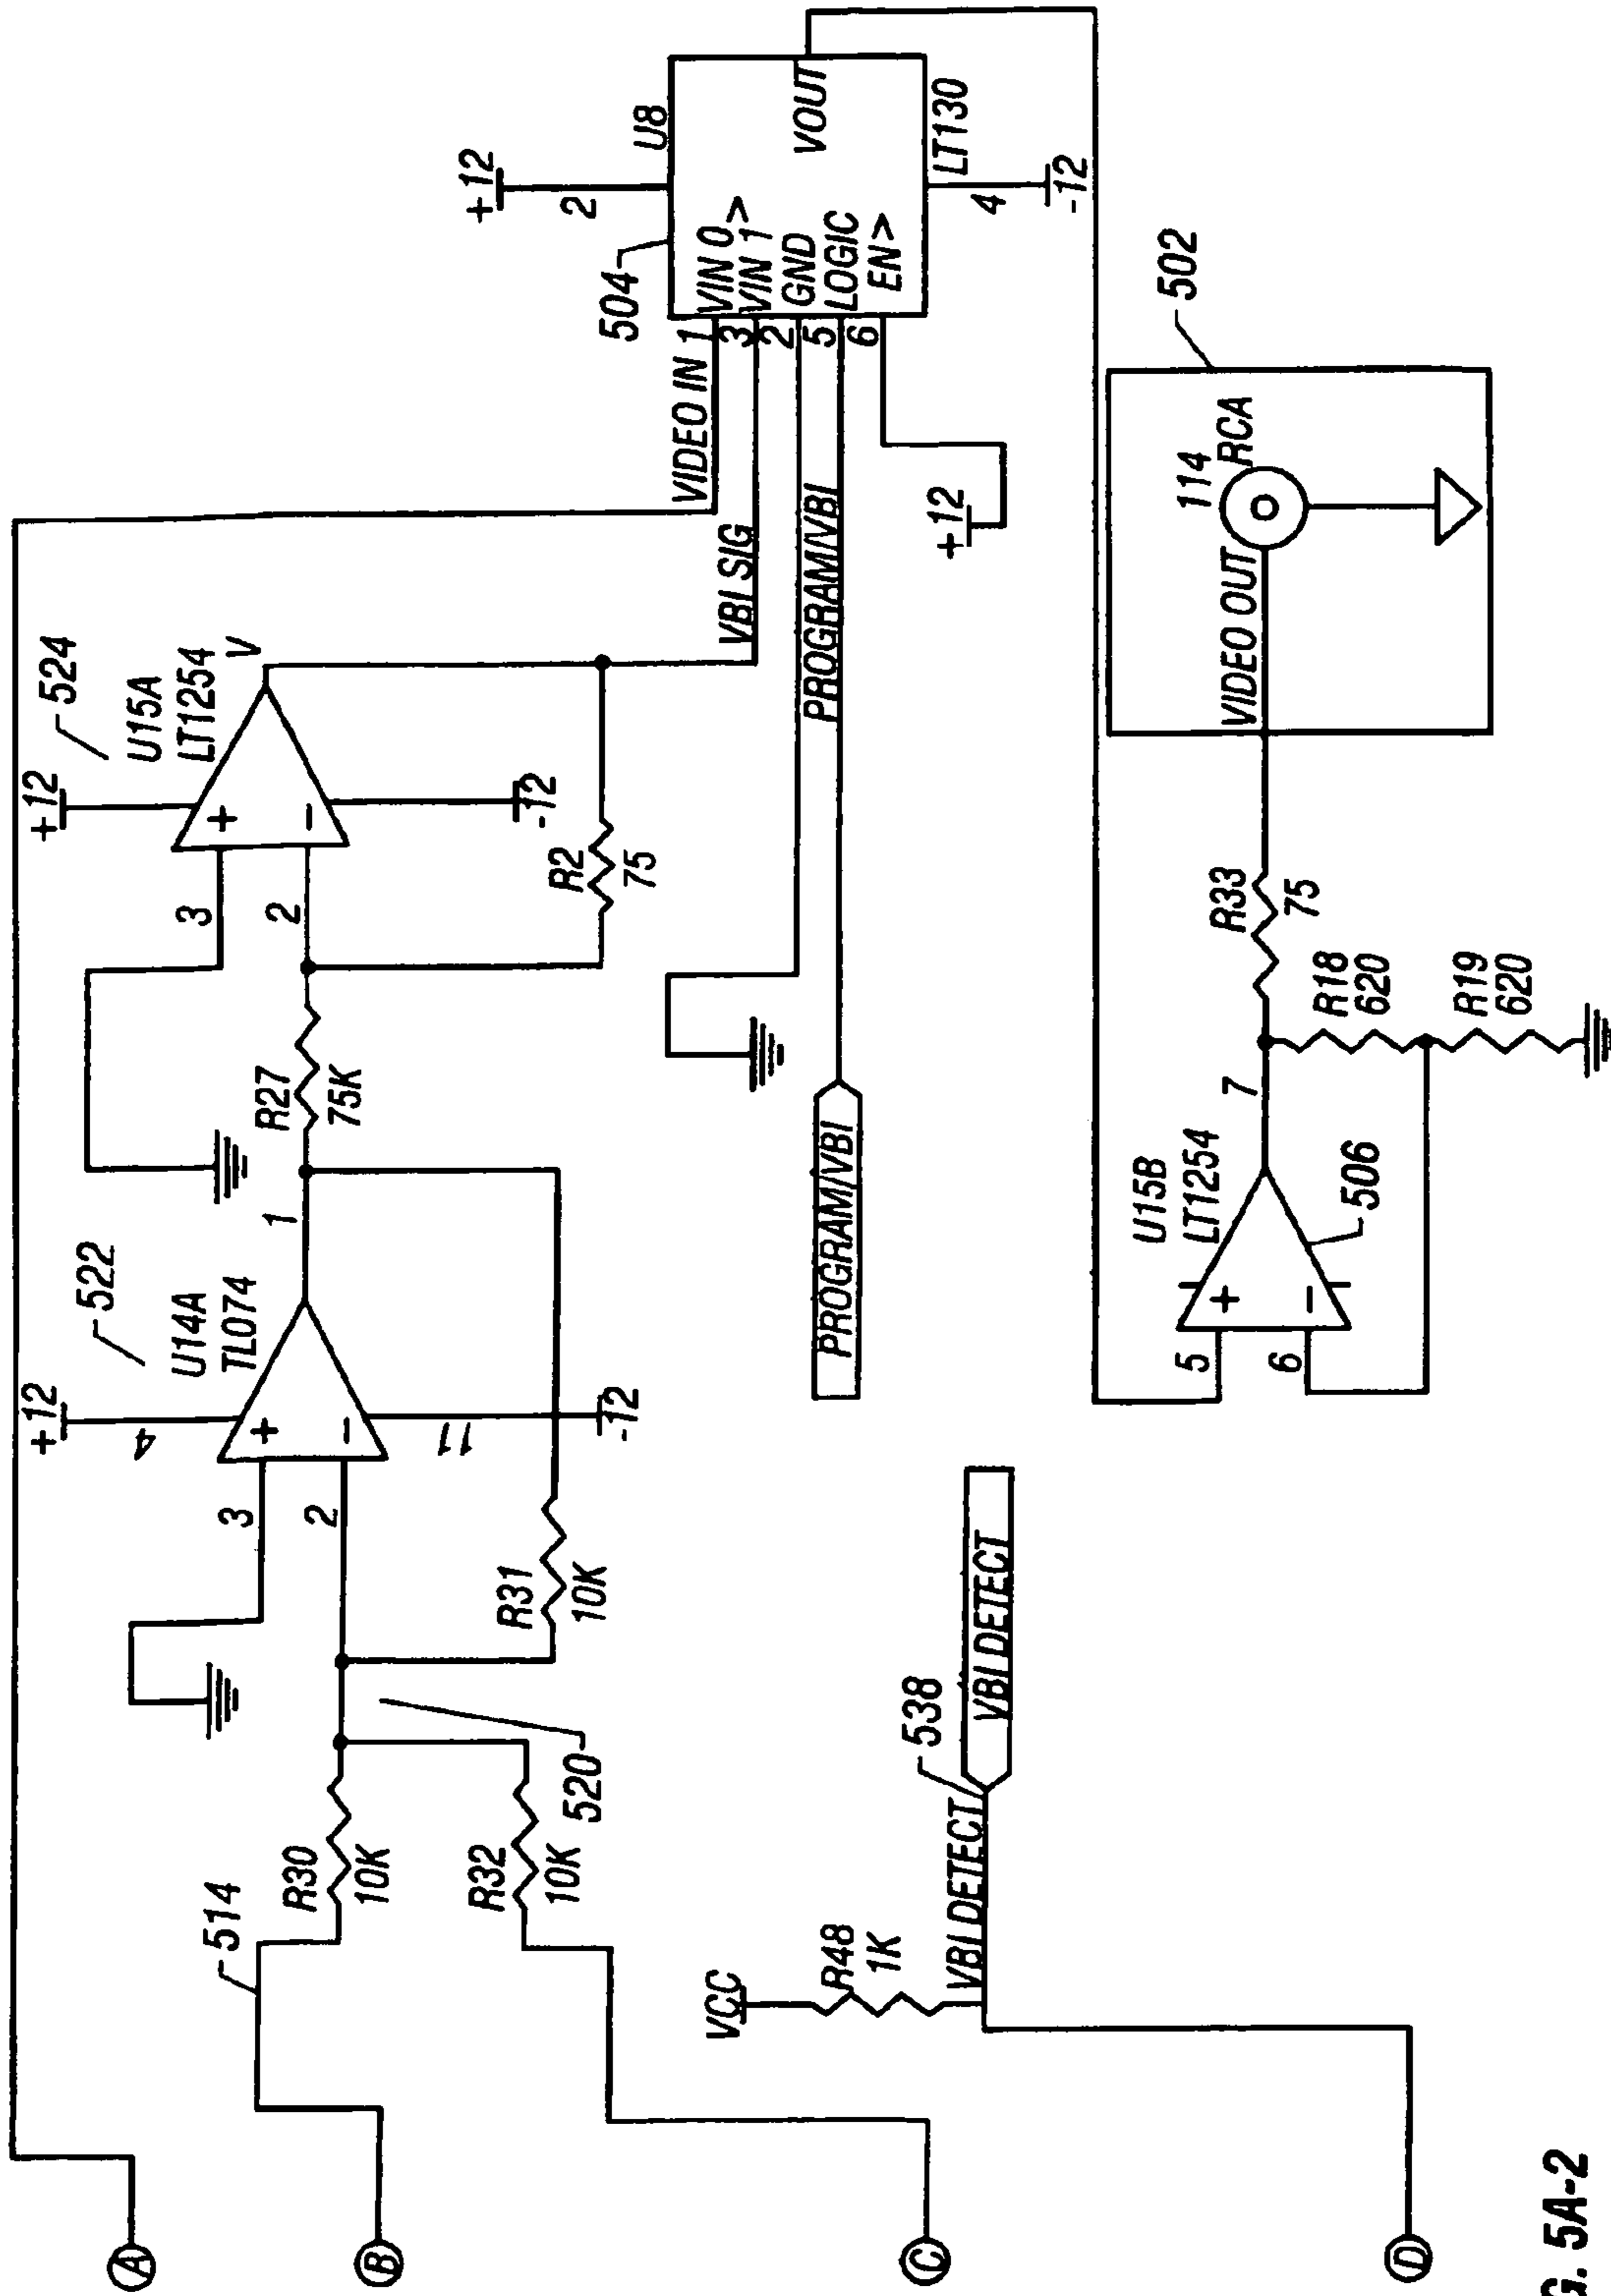 A
B
C
D
514
R30
10K
R32
10K
520
R31
10K
3
2
+12
4
11
-12
522
U14A
TL074
1
R27
75K
3
2
+12
-12
524
U15A
LT1254
V
R2
75
VIDEO IN
VBI SIG
PROGRAM/VBI
PROGRAM/VBI
1
3
2
5
6
+12
504
+12
2
U8
VIN 0
VIN 1 >
GND
LOGIC
EN>
VOUT
LT130
4
-12
VCC
R48
1K
VBI DETECT
538
VBI DETECT
5
6
U15B
LT1254
+
-
506
7
R33
75
R18
620
R19
620
VIDEO OUT
114
RCA
502
G. 5A-2